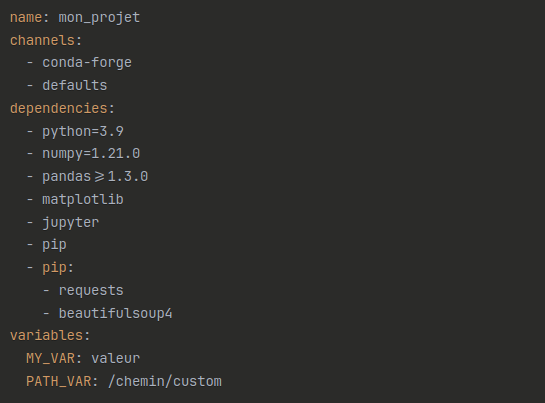 name: mon_projet
channels:
  - conda-forge
  - defaults
dependencies:
  - python=3.9
  - numpy=1.21.0
  - pandas>=1.3.0
  - matplotlib
  - jupyter
  - pip
  - pip:
    - requests
    - beautifulsoup4
variables:
  MY_VAR: valeur
  PATH_VAR: /chemin/custom